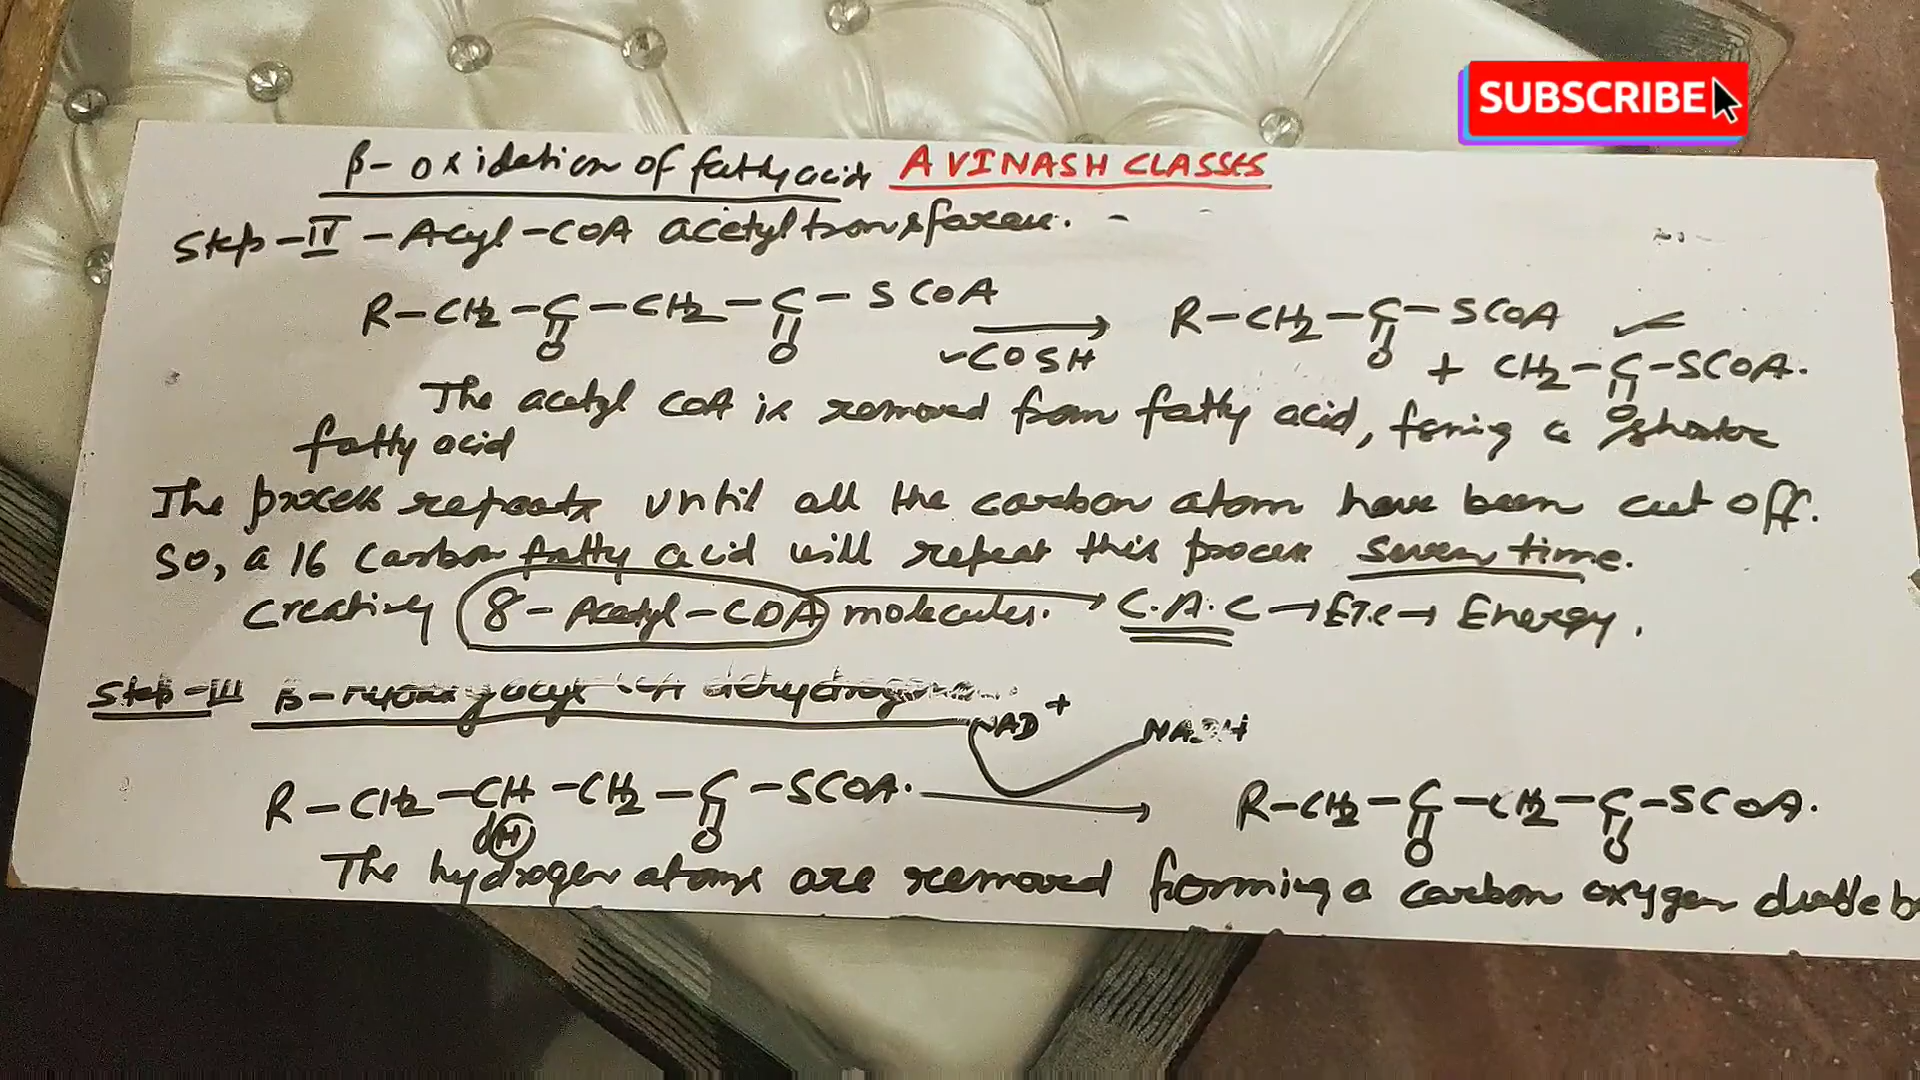 SUBSCRIBE
β-oxidation of fatty acid AVINASH CLASSES
Step-IV - Acyl-COA acetyltransferase.
R-CH2-C-CH2-C-SCOA R-CH2-C-SCOA
O O COSH O + CH2-C-SCOA.
O
The acetyl COA is removed from fatty acid, a
fatty acid
The process repeats until all the carbon atom have been cut off.
So, a 16 Carbon fatty acid will repeat this process Seven time.
8-Acetyl-COA molecules. → C.A.C → ETC → Energy.
Step-III acyl dehydrogen
NAD+ NADH
R-CH2-CH-CH2-C-SCOA. → R-CH2-C-CH2-C-SCOA.
OH O O O
The hydrogen atoms are removed forming a carbon oxygen double b